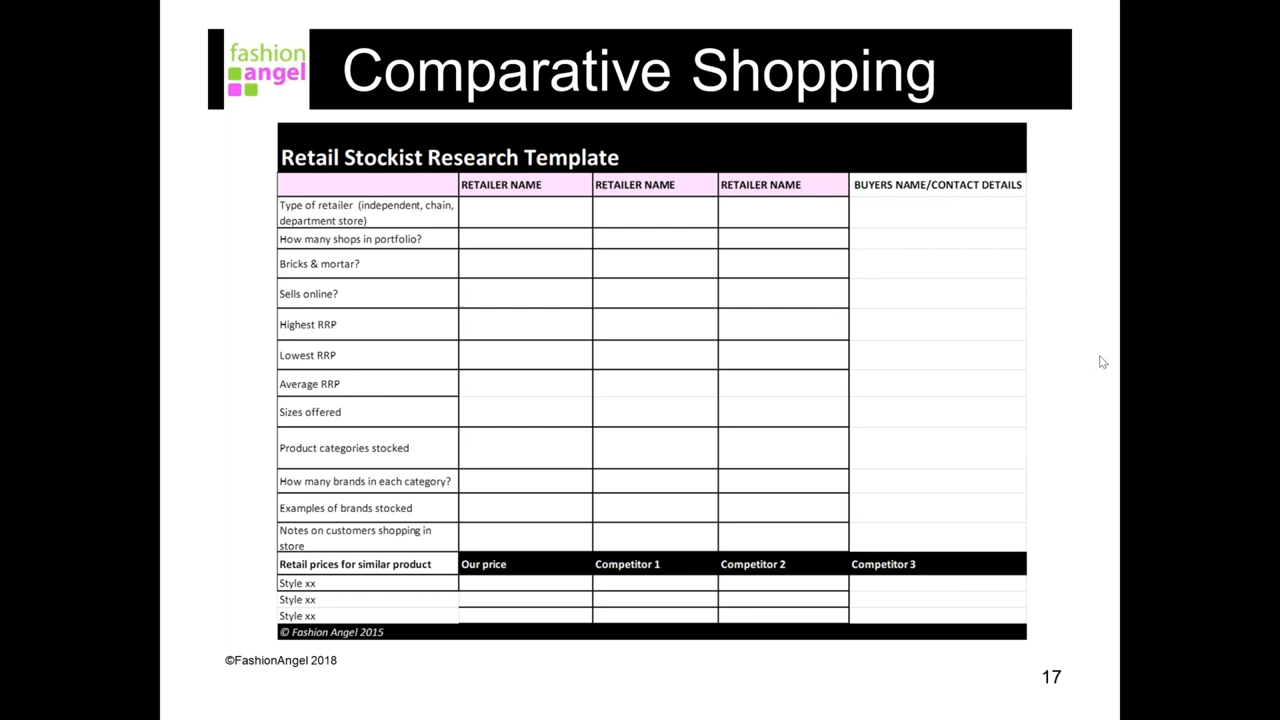 fashion
angel
Comparative Shopping
Retail Stockist Research Template
RETAILER NAME RETAILER NAME RETAILER NAME BUYERS NAME/CONTACT DETAILS
Type of retailer (independent, chain,
department store)
How many shops in portfolio?
Bricks & mortar?
Sells online?
Highest RRP
Lowest RRP
Average RRP
Sizes offered
Product categories stocked
How many brands in each category?
Examples of brands stocked
Notes on customers shopping in
store
Retail prices for similar product Our price Competitor 1 Competitor 2 Competitor 3
Style xx
Style xx
Style xx
© Fashion Angel 2015
©FashionAngel 2018
17